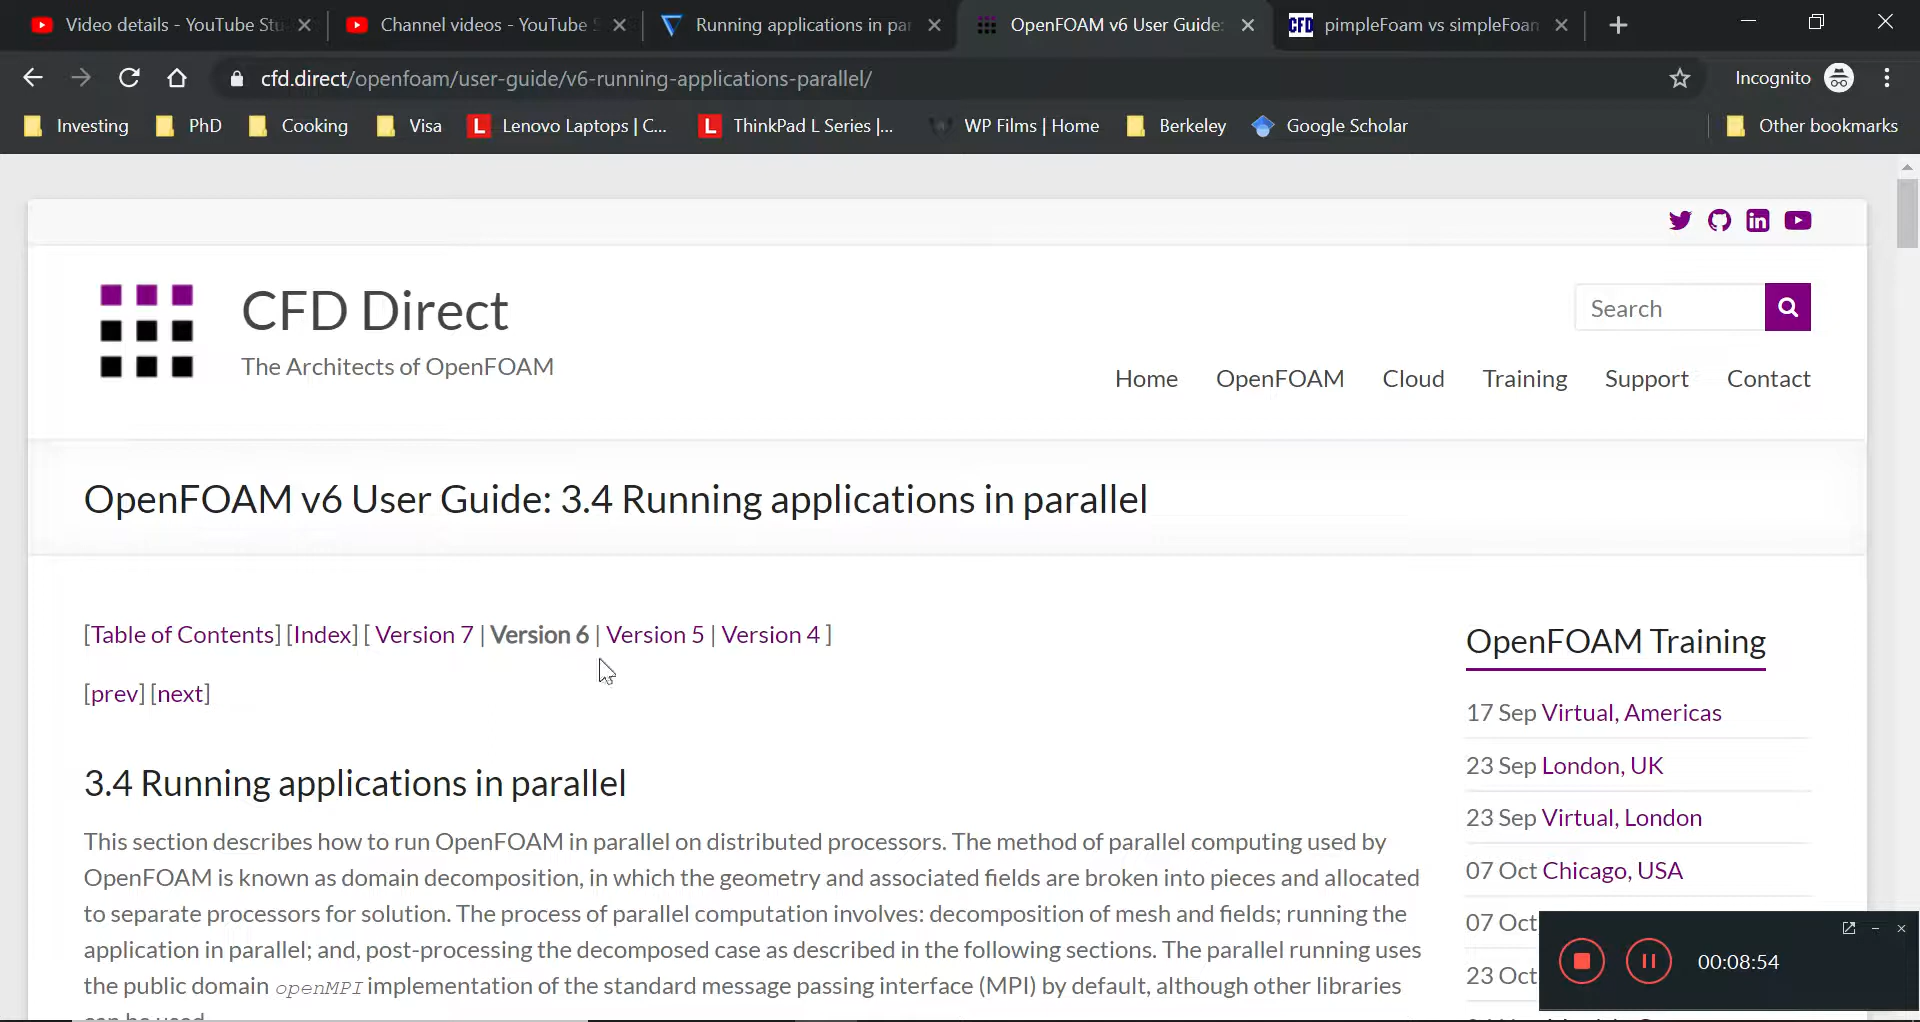 Video details - YouTube Stu
Channel videos - YouTube S
Running applications in par
OpenFOAM v6 User Guide:
CFD pimpleFoam vs simpleFoam
cfd.direct/openfoam/user-guide/v6-running-applications-parallel/
Incognito
Investing
PhD
Cooking
Visa
L Lenovo Laptops | C...
L ThinkPad L Series |...
WP Films | Home
Berkeley
Google Scholar
Other bookmarks
CFD Direct
The Architects of OpenFOAM
Search
Home OpenFOAM Cloud Training Support Contact
OpenFOAM v6 User Guide: 3.4 Running applications in parallel
[Table of Contents] [Index] [ Version 7 | Version 6 | Version 5 | Version 4 ]
[prev] [next]
3.4 Running applications in parallel
This section describes how to run OpenFOAM in parallel on distributed processors. The method of parallel computing used by
OpenFOAM is known as domain decomposition, in which the geometry and associated fields are broken into pieces and allocated
to separate processors for solution. The process of parallel computation involves: decomposition of mesh and fields; running the
application in parallel; and, post-processing the decomposed case as described in the following sections. The parallel running uses
the public domain openMPI implementation of the standard message passing interface (MPI) by default, although other libraries
can be used.
OpenFOAM Training
17 Sep Virtual, Americas
23 Sep London, UK
23 Sep Virtual, London
07 Oct Chicago, USA
07 Oct
23 Oct
00:08:54